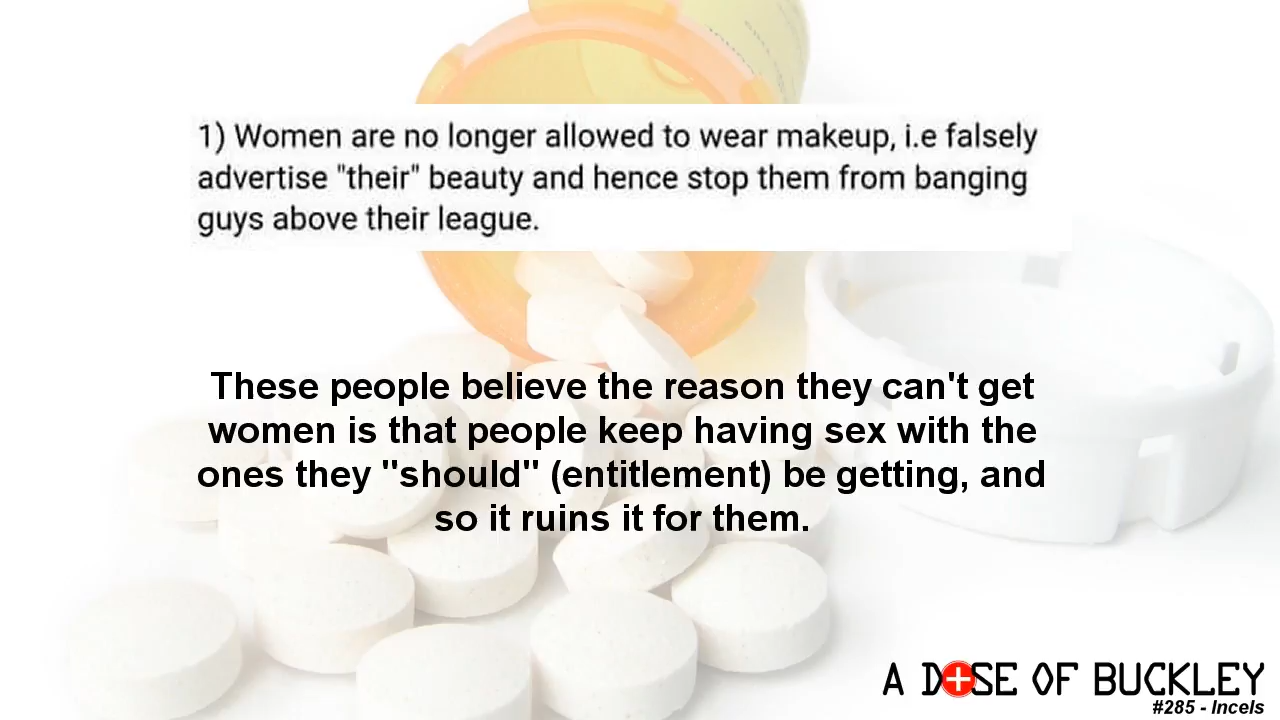 1) Women are no longer allowed to wear makeup, i.e falsely
advertise "their" beauty and hence stop them from banging
guys above their league.
These people believe the reason they can't get
women is that people keep having sex with the
ones they "should" (entitlement) be getting, and
so it ruins it for them.
A DOSE OF BUCKLEY
#285 - Incels